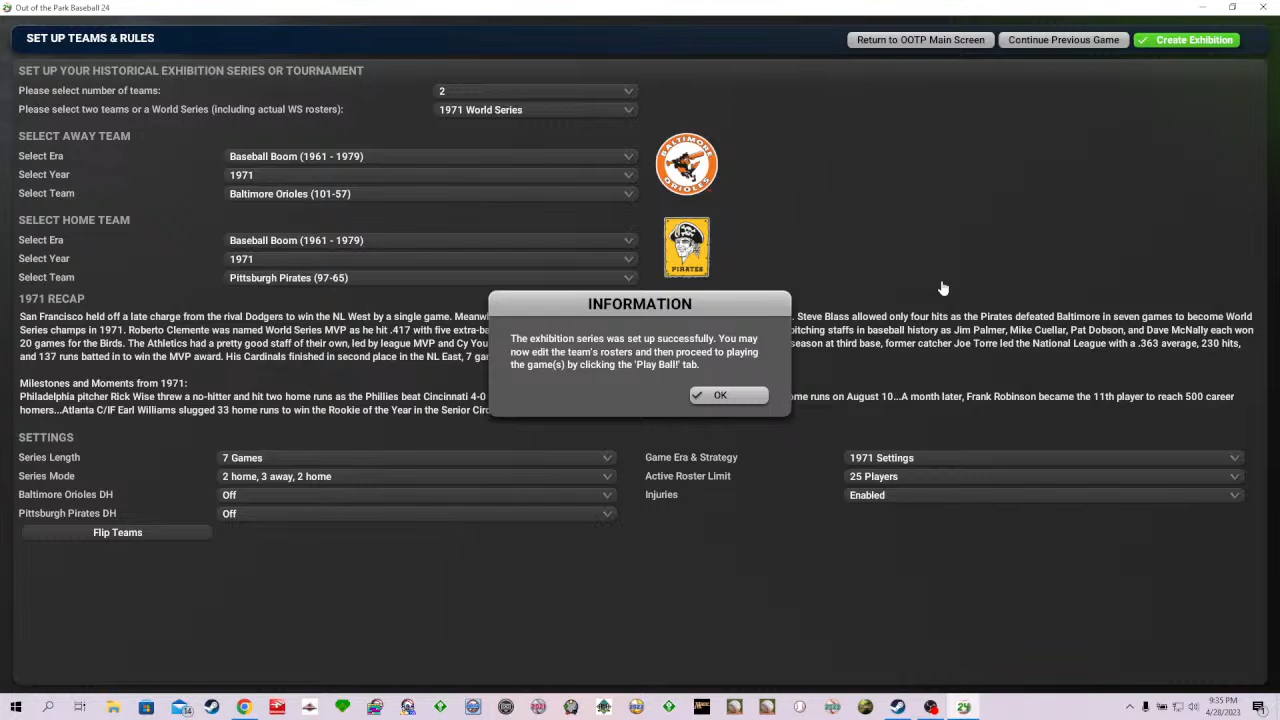 Out of the Park Baseball 24
SET UP TEAMS & RULES
Return to OOTP Main Screen
Continue Previous Game
Create Exhibition
SET UP YOUR HISTORICAL EXHIBITION SERIES OR TOURNAMENT
Please select number of teams: 2
Please select two teams or a World Series (including actual WS rosters): 1971 World Series
SELECT AWAY TEAM
Select Era Baseball Boom (1961 - 1979)
Select Year 1971
Select Team Baltimore Orioles (101-57)
BALTIMORE
ORIOLES
SELECT HOME TEAM
Select Era Baseball Boom (1961 - 1979)
Select Year 1971
Select Team Pittsburgh Pirates (97-65)
PIRATES
1971 RECAP
San Francisco held off a late charge from the rival Dodgers to win the NL West by a single game. Meanw . Steve Blass allowed only four hits as the Pirates defeated Baltimore in seven games to become World
Series champs in 1971. Roberto Clemente was named World Series MVP as he hit .417 with five extra-ba pitching staffs in baseball history as Jim Palmer, Mike Cuellar, Pat Dobson, and Dave McNally each won
20 games for the Birds. The Athletics had a pretty good staff of their own, led by league MVP and Cy You season at third base, former catcher Joe Torre led the National League with a .363 average, 230 hits,
and 137 runs batted in to win the MVP award. His Cardinals finished in second place in the NL East, 7 gam
Milestones and Moments from 1971:
Philadelphia pitcher Rick Wise threw a no-hitter and hit two home runs as the Phillies beat Cincinnati 4-0 ome runs on August 10...A month later, Frank Robinson became the 11th player to reach 500 career
homers...Atlanta C/IF Earl Williams slugged 33 home runs to win the Rookie of the Year in the Senior Circ
INFORMATION
The exhibition series was set up successfully. You may
now edit the team's rosters and then proceed to playing
the game(s) by clicking the 'Play Ball!' tab.
OK
SETTINGS
Series Length 7 Games Game Era & Strategy 1971 Settings
Series Mode 2 home, 3 away, 2 home Active Roster Limit 25 Players
Baltimore Orioles DH Off Injuries Enabled
Pittsburgh Pirates DH Off
Flip Teams
9:35 PM
4/28/2023